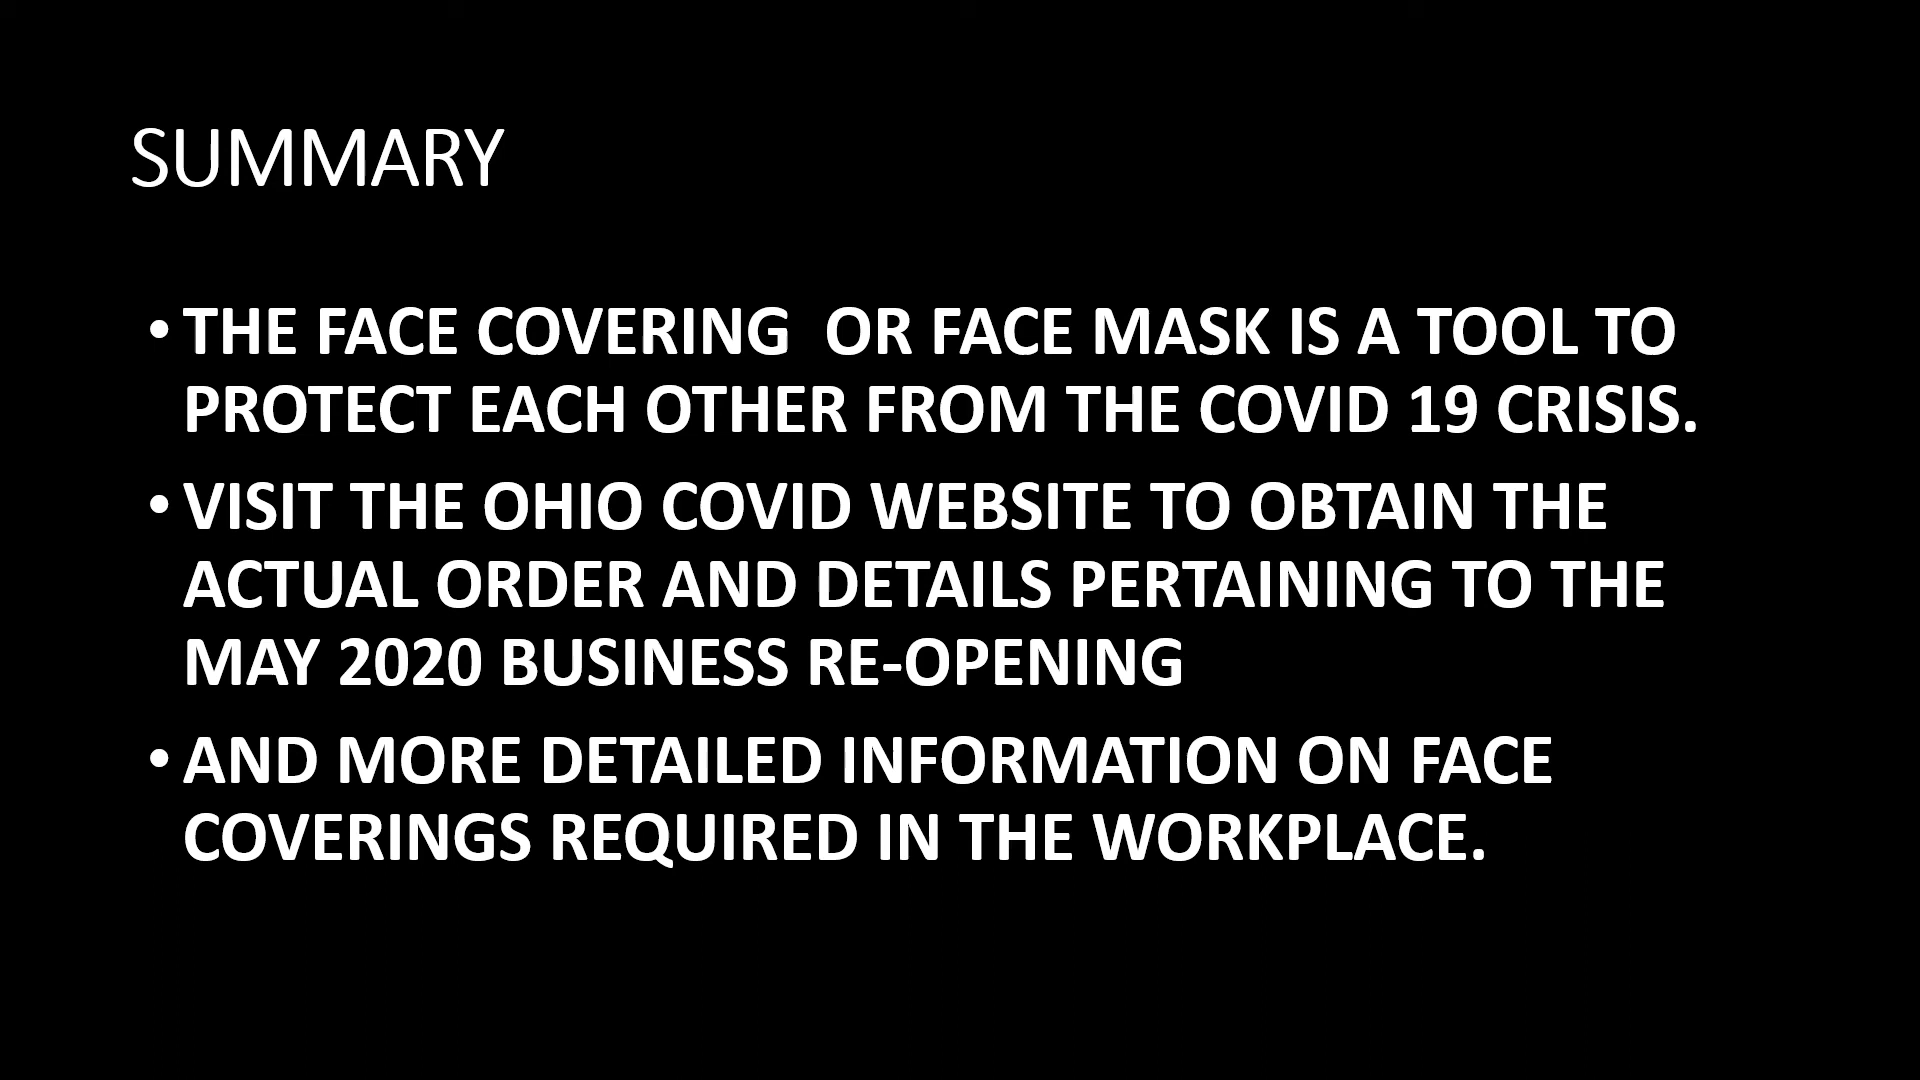 SUMMARY
• THE FACE COVERING  OR FACE MASK IS A TOOL TO
PROTECT EACH OTHER FROM THE COVID 19 CRISIS.
• VISIT THE OHIO COVID WEBSITE TO OBTAIN THE
ACTUAL ORDER AND DETAILS PERTAINING TO THE
MAY 2020 BUSINESS RE-OPENING
• AND MORE DETAILED INFORMATION ON FACE
COVERINGS REQUIRED IN THE WORKPLACE.